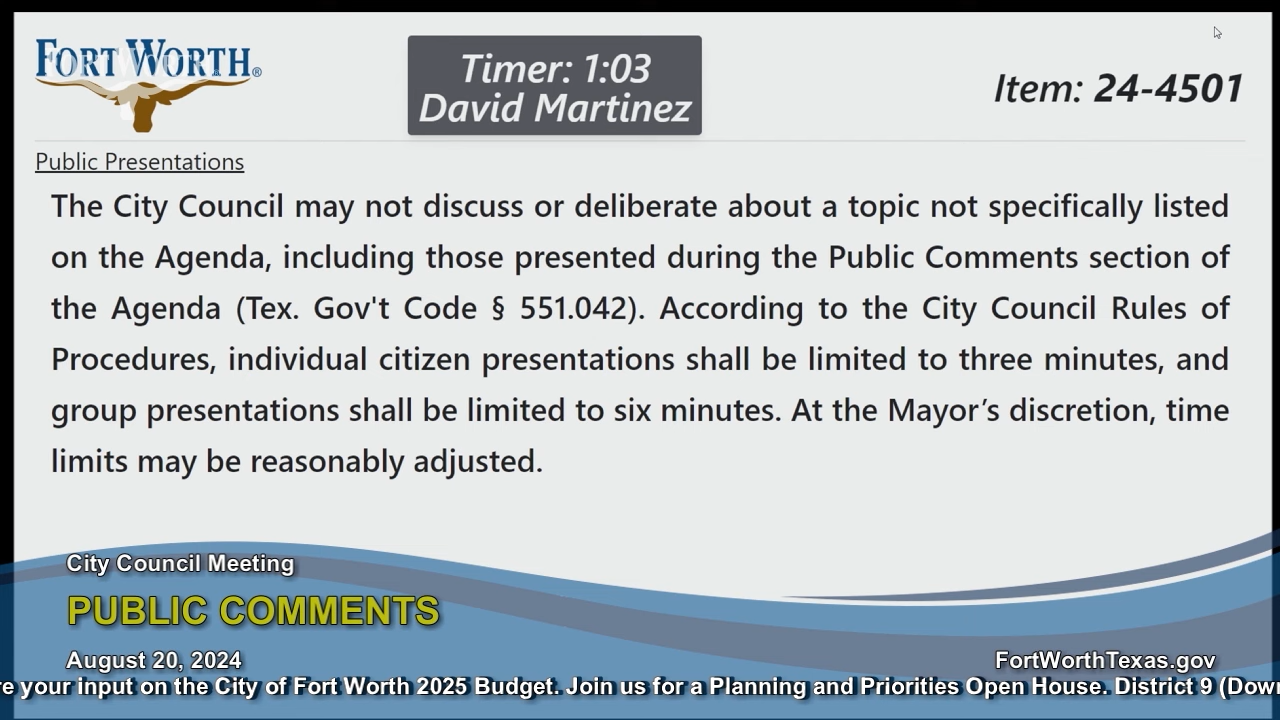 FORT WORTH®
Timer: 1:03
David Martinez
Item: 24-4501
Public Presentations
The City Council may not discuss or deliberate about a topic not specifically listed
on the Agenda, including those presented during the Public Comments section of
the Agenda (Tex. Gov't Code § 551.042). According to the City Council Rules of
Procedures, individual citizen presentations shall be limited to three minutes, and
group presentations shall be limited to six minutes. At the Mayor’s discretion, time
limits may be reasonably adjusted.
City Council Meeting
PUBLIC COMMENTS
August 20, 2024
FortWorthTexas.gov
your input on the City of Fort Worth 2025 Budget. Join us for a Planning and Priorities Open House. District 9